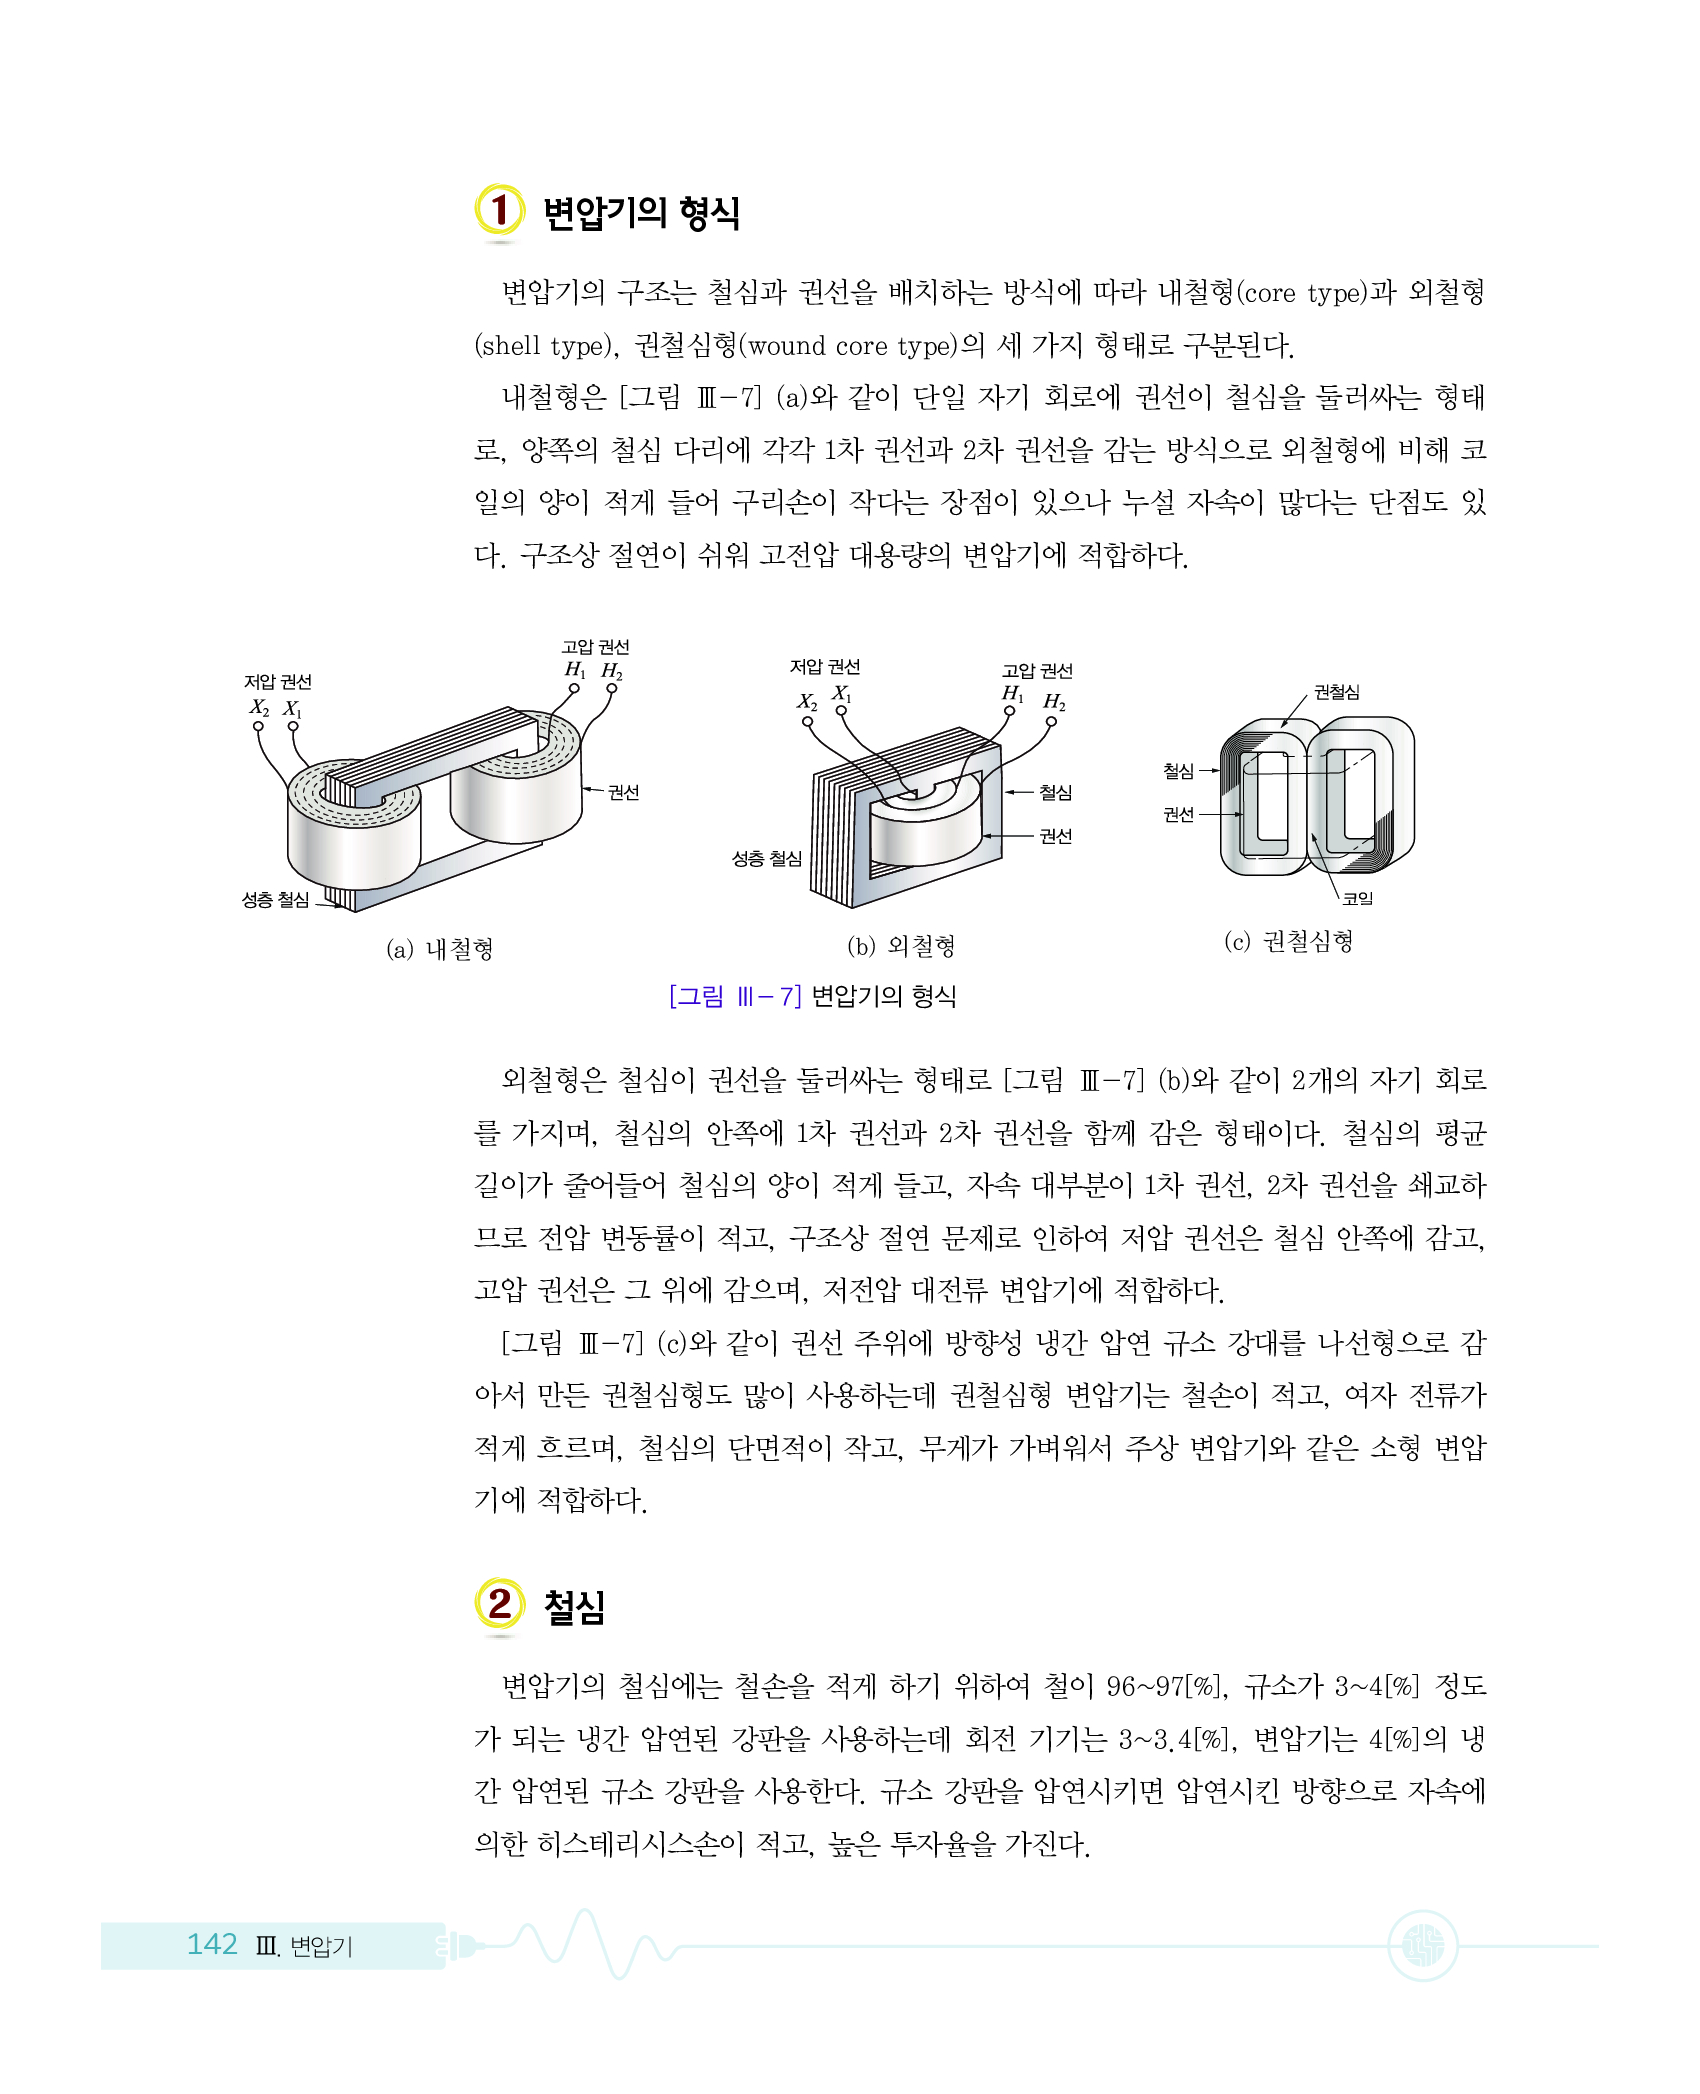 1 변압기의 형식
변압기의 구조는 철심과 권선을 배치하는 방식에 따라 내철형(core type)과 외철형
(shell type), 권철심형(wound core type)의 세 가지 형태로 구분된다.
내철형은 [그림 Ⅲ-7] (a)와 같이 단일 자기 회로에 권선이 철심을 둘러싸는 형태
로, 양쪽의 철심 다리에 각각 1차 권선과 2차 권선을 감는 방식으로 외철형에 비해 코
일의 양이 적게 들어 구리손이 작다는 장점이 있으나 누설 자속이 많다는 단점도 있
다. 구조상 절연이 쉬워 고전압 대용량의 변압기에 적합하다.
저압 권선
X₂ X₁
고압 권선
H₁ H₂
권선
성층 철심
(a) 내철형
저압 권선
X₂ X₁
고압 권선
H₁ H₂
철심
권선
성층 철심
(b) 외철형
권철심
철심
권선
코일
(c) 권철심형
[그림 Ⅲ-7] 변압기의 형식
외철형은 철심이 권선을 둘러싸는 형태로 [그림 Ⅲ-7] (b)와 같이 2개의 자기 회로
를 가지며, 철심의 안쪽에 1차 권선과 2차 권선을 함께 감은 형태이다. 철심의 평균
길이가 줄어들어 철심의 양이 적게 들고, 자속 대부분이 1차 권선, 2차 권선을 쇄교하
므로 전압 변동률이 적고, 구조상 절연 문제로 인하여 저압 권선은 철심 안쪽에 감고,
고압 권선은 그 위에 감으며, 저전압 대전류 변압기에 적합하다.
[그림 Ⅲ-7] (c)와 같이 권선 주위에 방향성 냉간 압연 규소 강대를 나선형으로 감
아서 만든 권철심형도 많이 사용하는데 권철심형 변압기는 철손이 적고, 여자 전류가
적게 흐르며, 철심의 단면적이 작고, 무게가 가벼워서 주상 변압기와 같은 소형 변압
기에 적합하다.
2 철심
변압기의 철심에는 철손을 적게 하기 위하여 철이 96~97[%], 규소가 3~4[%] 정도
가 되는 냉간 압연된 강판을 사용하는데 회전 기기는 3~3.4[%], 변압기는 4[%]의 냉
간 압연된 규소 강판을 사용한다. 규소 강판을 압연시키면 압연시킨 방향으로 자속에
의한 히스테리시스손이 적고, 높은 투자율을 가진다.
142 Ⅲ. 변압기